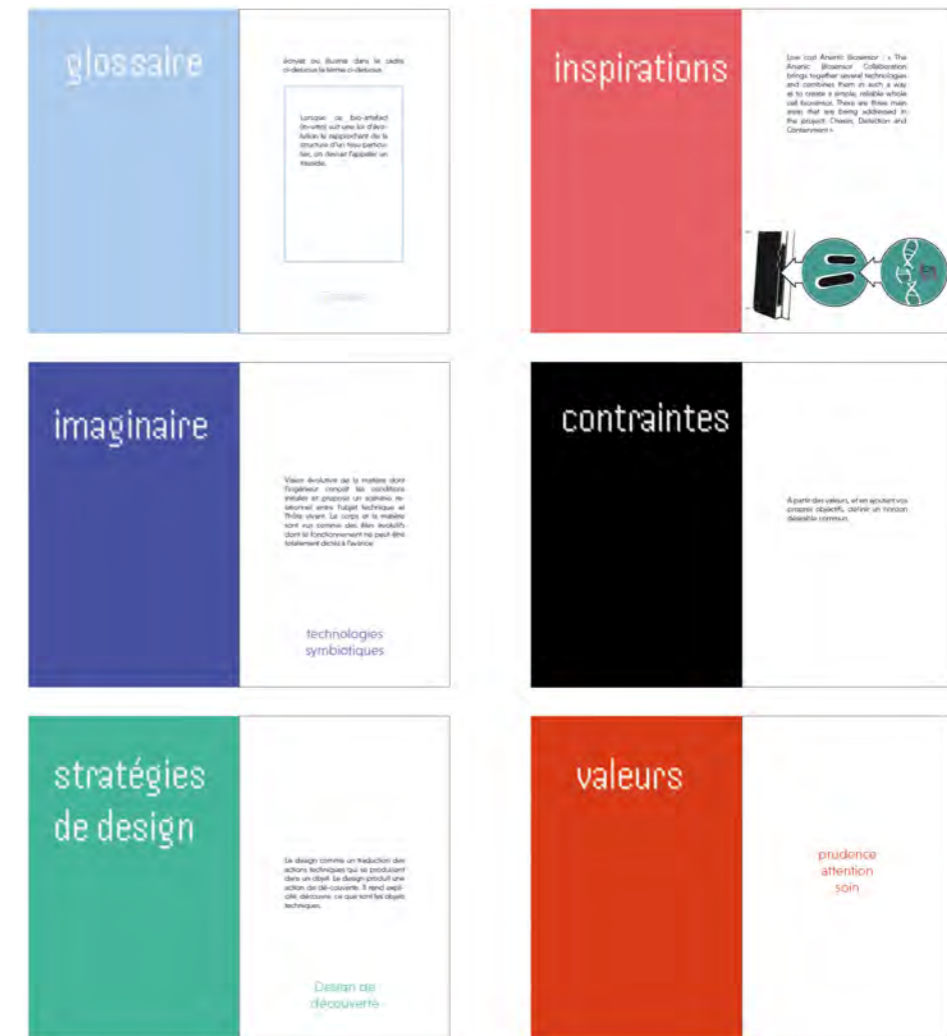 glossaire
écrivez ou illustre dans le cadre
ci-dessous le terme ci-dessous
Lorsque ce bio-artefact
(in-vitro) suit une loi d'évo-
lution le rapprochant de la
structure d'un tissu particu-
lier, on devrait l'appeler un
inspirations
Low cost Arsenic Biosensor : « The
Arsenic Biosensor Collaboration
brings together several technologies
and combines them in such a way
as to create a simple, reliable whole
cell biosensor. There are three main
areas that are being addressed in
the project: Chassis, Detection and
Containment »
imaginaire
Vision évolutive de la matière dont
l'ingénieur conçoit les conditions
initiales et propose un scénario re-
lationnel entre l'objet technique et
l'hôte vivant. Le corps et la matière
sont vus comme des êtres évolutifs
dont le fonctionnement ne peut être
totalement dicté à l'avance
technologies
symbiotiques
contraintes
A partir des valeurs, et en ajoutant vos
propres objectifs, définir un horizon
désirable commun.
stratégies
de design
Le design comme un traduction des
actions techniques qui se produisent
dans un objet. Le design produit une
action de dé-couverte. Il rend expli-
cite, découvre, ce que sont les objets
techniques.
Design de
découverte
valeurs
prudence
attention
soin